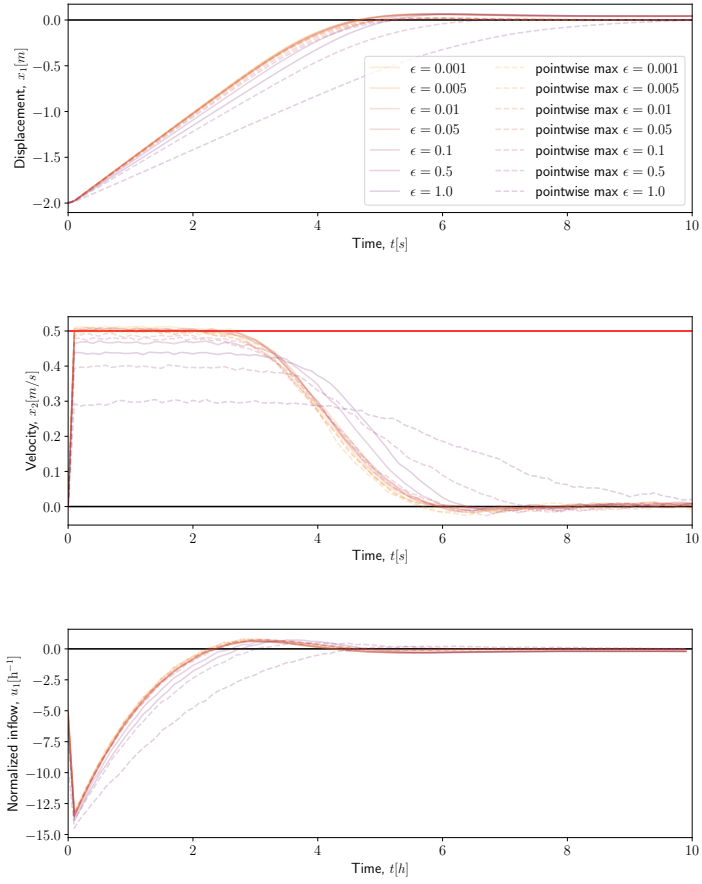 0.0
−0.5
−1.0
−1.5
−2.0
Displacement, x₁[m]
ϵ = 0.001
ϵ = 0.005
ϵ = 0.01
ϵ = 0.05
ϵ = 0.1
ϵ = 0.5
ϵ = 1.0
pointwise max ϵ = 0.001
pointwise max ϵ = 0.005
pointwise max ϵ = 0.01
pointwise max ϵ = 0.05
pointwise max ϵ = 0.1
pointwise max ϵ = 0.5
pointwise max ϵ = 1.0
0 2 4 6 8 10
Time, t[s]
0.5
0.4
0.3
0.2
0.1
0.0
Velocity, x₂[m/s]
0 2 4 6 8 10
Time, t[s]
0.0
−2.5
−5.0
−7.5
−10.0
−12.5
−15.0
Normalized inflow, u₁[h⁻¹]
0 2 4 6 8 10
Time, t[h]